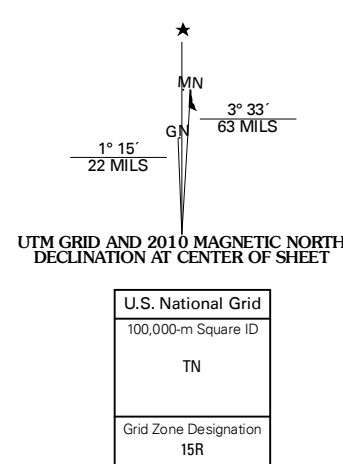 MN
3° 33´
63 MILS
GN
1° 15´
22 MILS
UTM GRID AND 2010 MAGNETIC NORTH
DECLINATION AT CENTER OF SHEET
U.S. National Grid
100,000-m Square ID
TN
Grid Zone Designation
15R